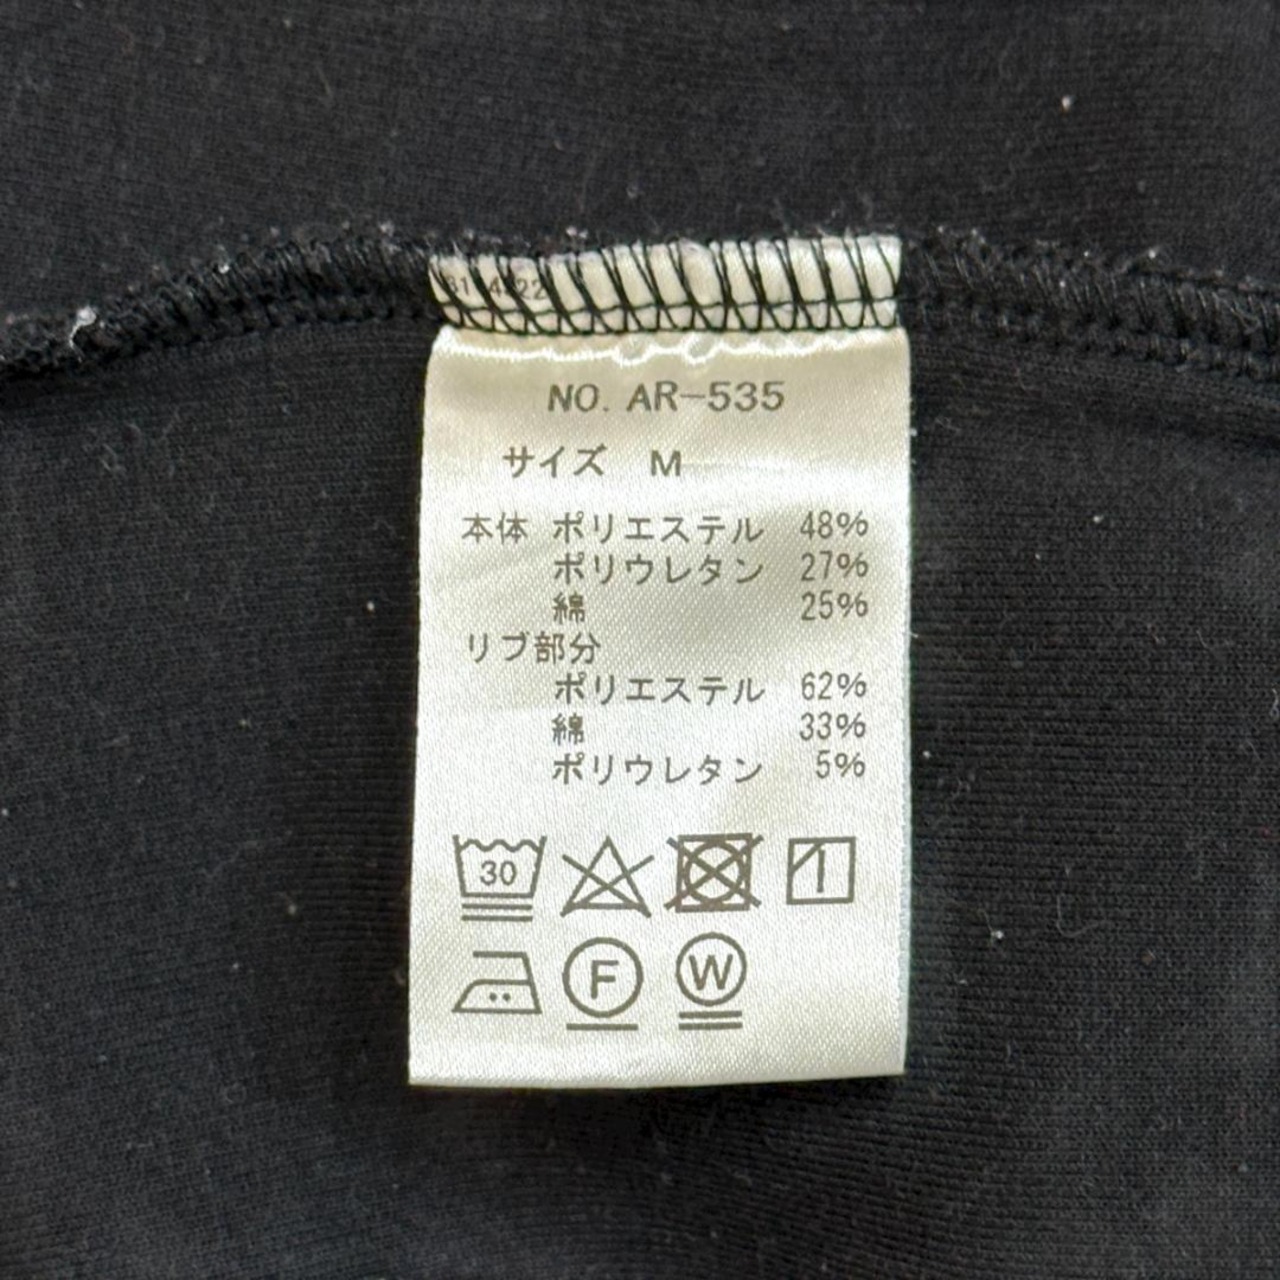 NO. AR-535
サイズ M
本体 ポリエステル 48%
ポリウレタン 27%
綿 25%
リブ部分
ポリエステル 62%
綿 33%
ポリウレタン 5%
30
F
W